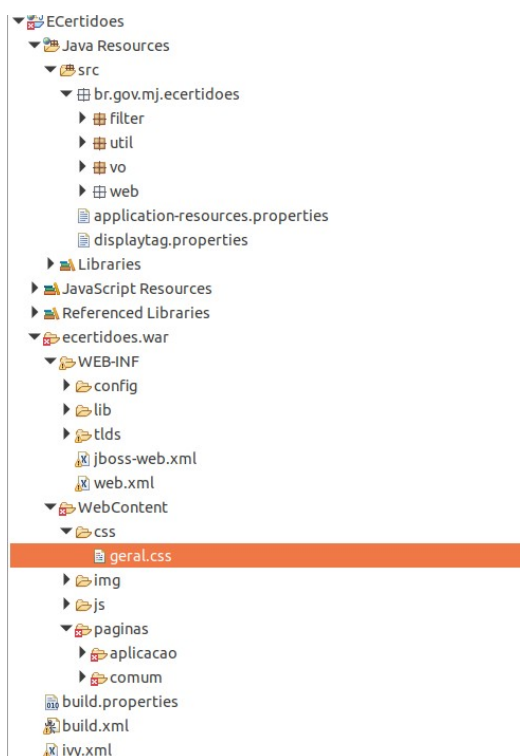 ECertidoes
Java Resources
src
br.gov.mj.ecertidoes
filter
util
vo
web
application-resources.properties
displaytag.properties
Libraries
JavaScript Resources
Referenced Libraries
ecertidoes.war
WEB-INF
config
lib
tlds
jboss-web.xml
web.xml
WebContent
css
geral.css
img
js
paginas
aplicacao
comum
build.properties
build.xml
ivy.xml